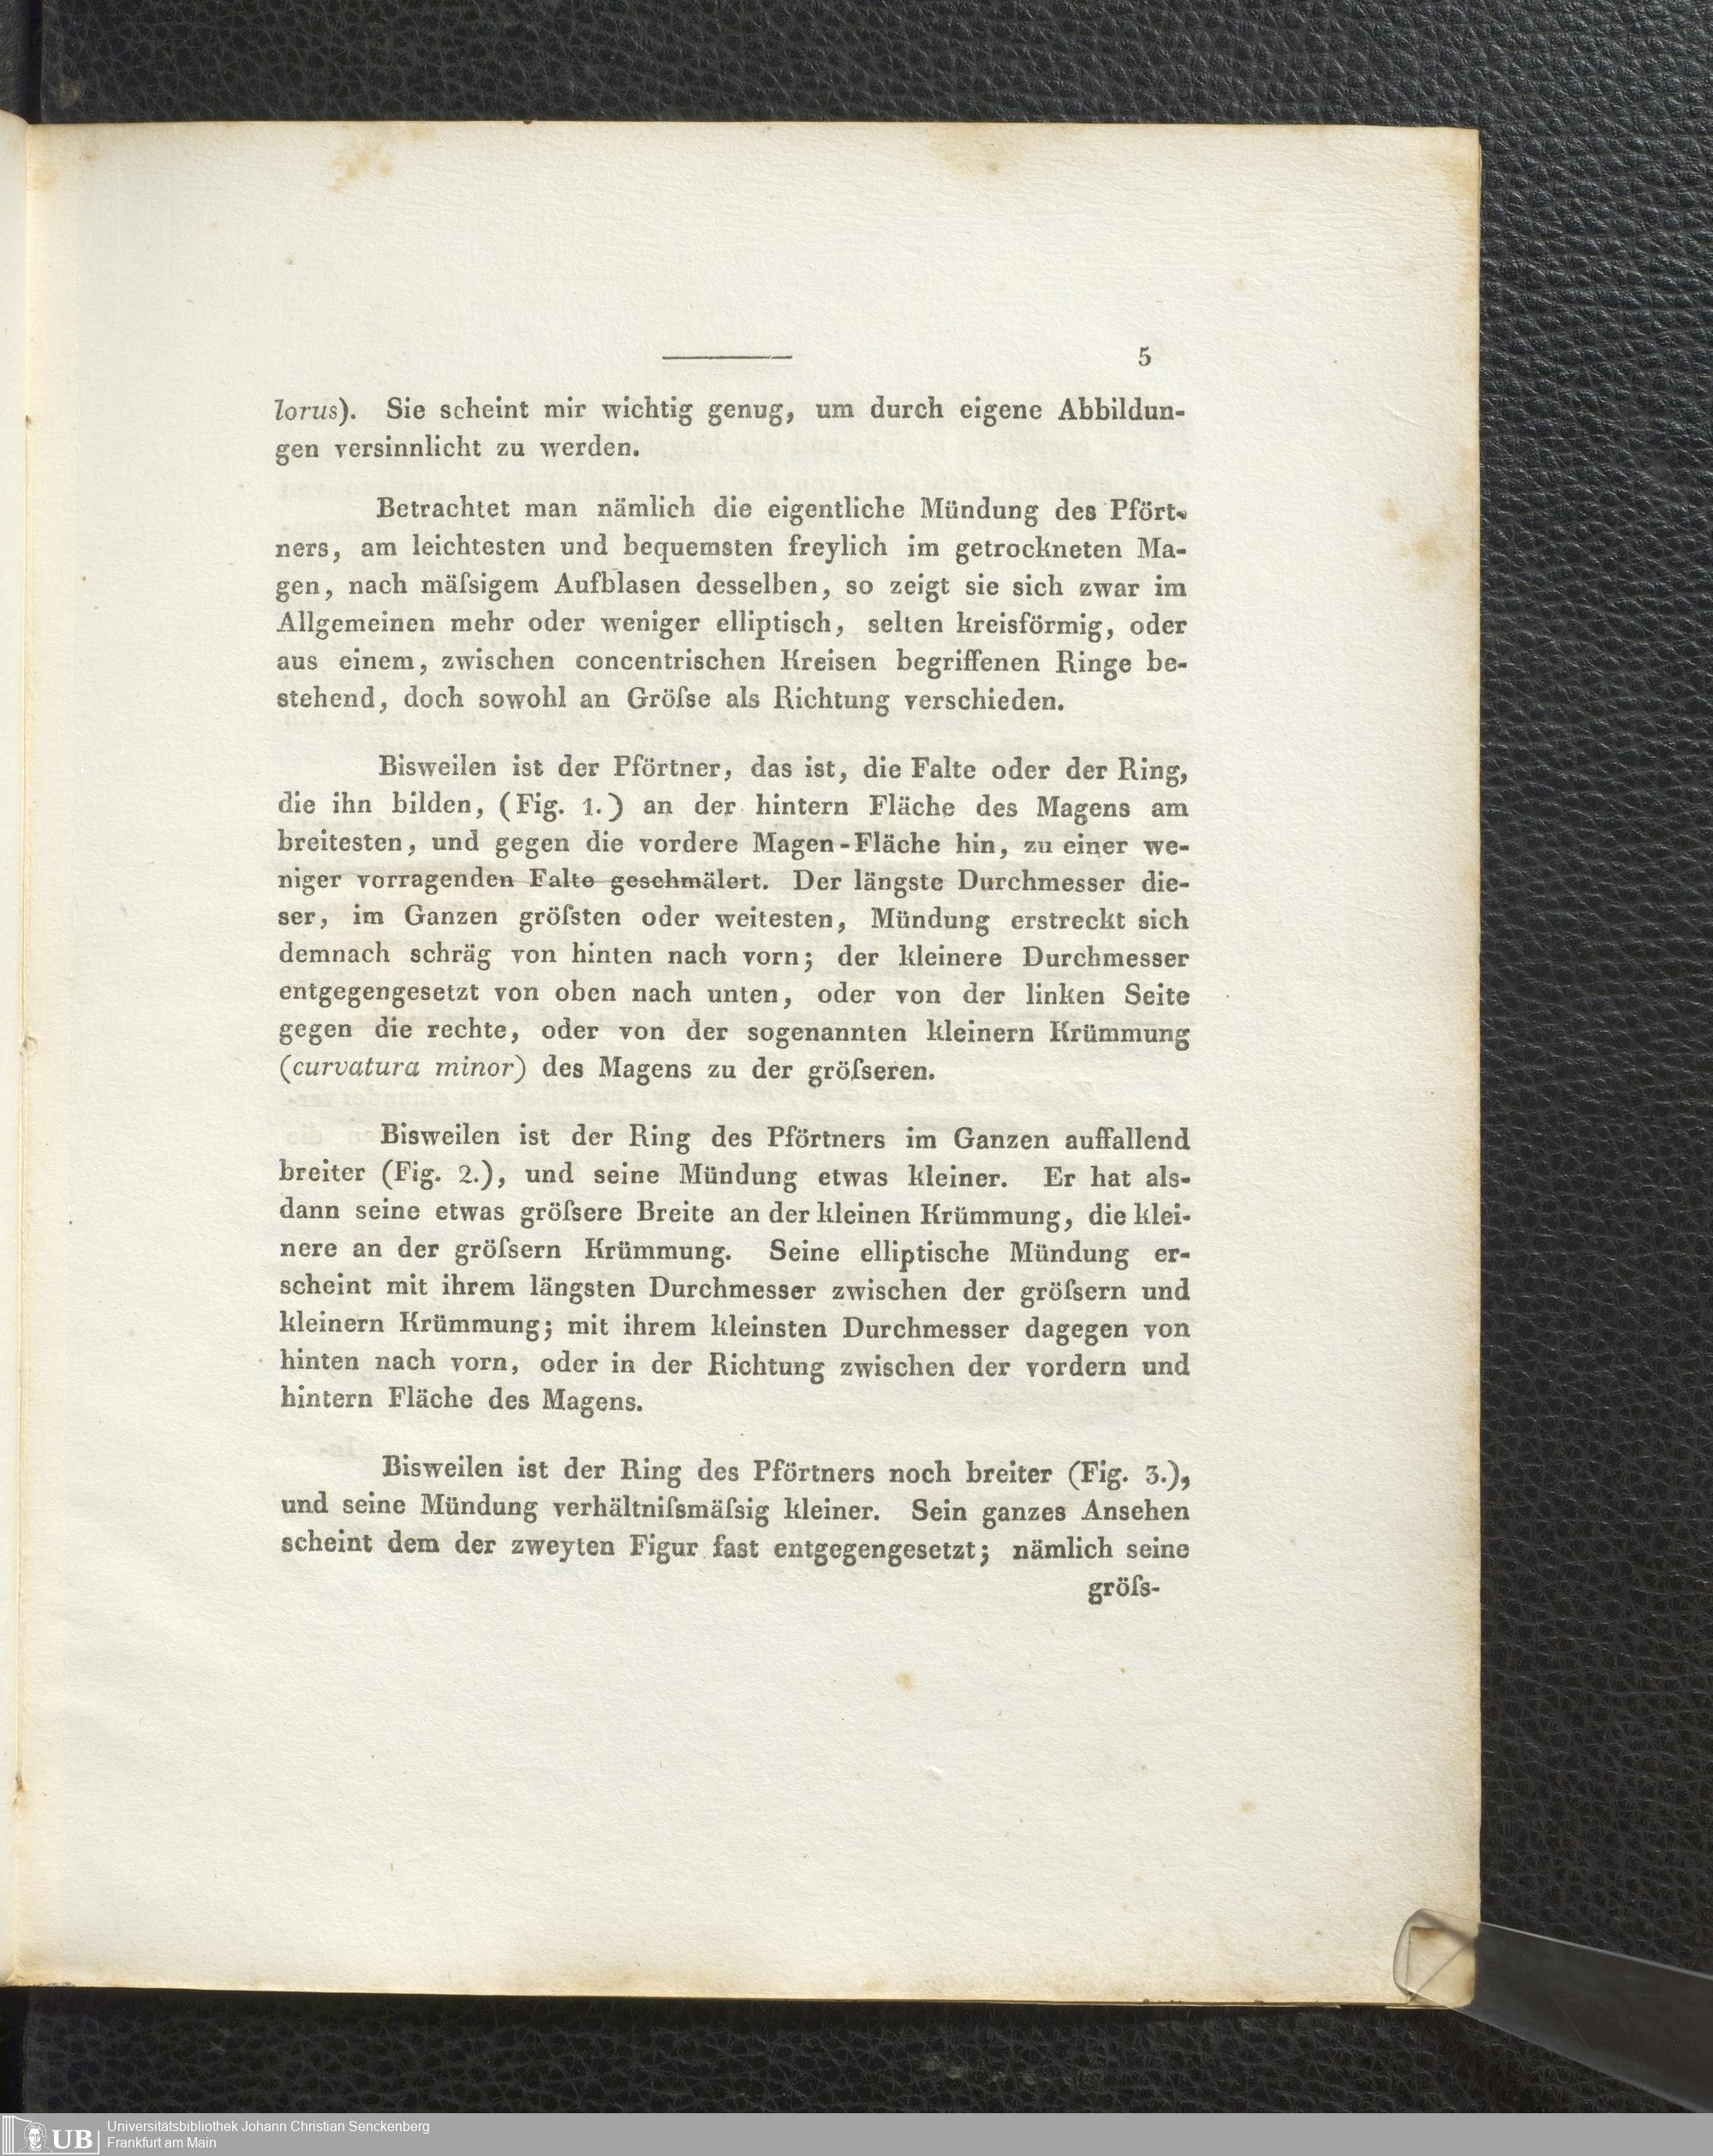 5
lorus). Sie scheint mir wichtig genug, um durch eigene Abbildun-
gen versinnlicht zu werden.
Betrachtet man nämlich die eigentliche Mündung des Pfört-
ners, am leichtesten und bequemsten freylich im getrockneten Ma-
gen, nach mäſsigem Aufblasen desselben, so zeigt sie sich zwar im
Allgemeinen mehr oder weniger elliptisch, selten kreisförmig, oder
aus einem, zwischen concentrischen Kreisen begriffenen Ringe be-
stehend, doch sowohl an Gröſse als Richtung verschieden.
Bisweilen ist der Pförtner, das ist, die Falte oder der Ring,
die ihn bilden, (Fig. 1.) an der hintern Fläche des Magens am
breitesten, und gegen die vordere Magen-Fläche hin, zu einer we-
niger vorragenden Falte geschmälert. Der längste Durchmesser die-
ser, im Ganzen gröſsten oder weitesten, Mündung erstreckt sich
demnach schräg von hinten nach vorn; der kleinere Durchmesser
entgegengesetzt von oben nach unten, oder von der linken Seite
gegen die rechte, oder von der sogenannten kleinern Krümmung
(curvatura minor) des Magens zu der gröſseren.
Bisweilen ist der Ring des Pförtners im Ganzen auffallend
breiter (Fig. 2.), und seine Mündung etwas kleiner. Er hat als-
dann seine etwas gröſsere Breite an der kleinen Krümmung, die klei-
nere an der gröſsern Krümmung. Seine elliptische Mündung er-
scheint mit ihrem längsten Durchmesser zwischen der gröſsern und
kleinern Krümmung; mit ihrem kleinsten Durchmesser dagegen von
hinten nach vorn, oder in der Richtung zwischen der vordern und
hintern Fläche des Magens.
Bisweilen ist der Ring des Pförtners noch breiter (Fig. 3.),
und seine Mündung verhältniſsmäſsig kleiner. Sein ganzes Ansehen
scheint dem der zweyten Figur fast entgegengesetzt; nämlich seine
gröſs-
UB
Universitätsbibliothek Johann Christian Senckenberg
Frankfurt am Main